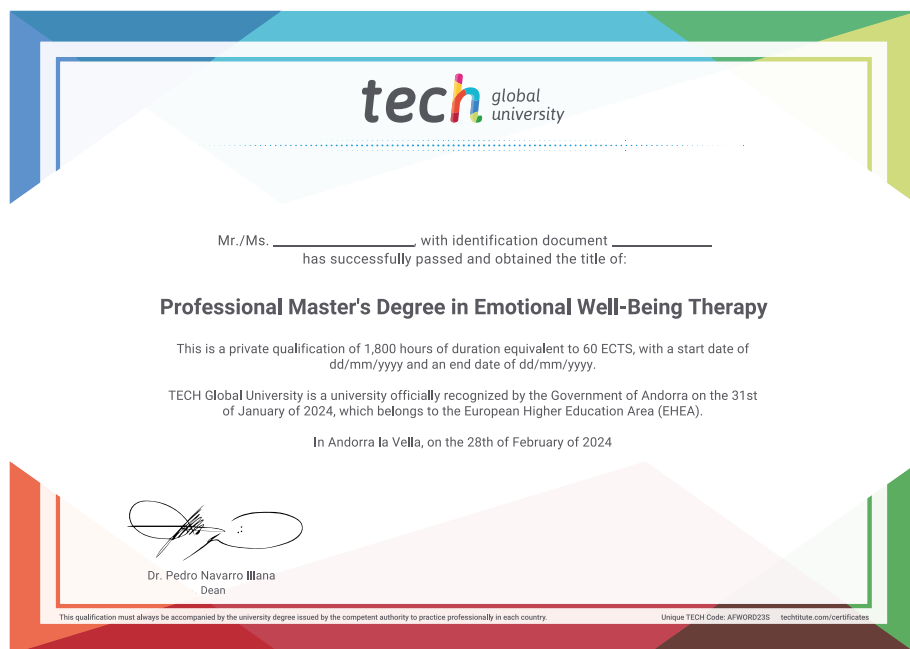 tech global university
Mr./Ms. ________________, with identification document ____________
has successfully passed and obtained the title of:
Professional Master's Degree in Emotional Well-Being Therapy
This is a private qualification of 1,800 hours of duration equivalent to 60 ECTS, with a start date of
dd/mm/yyyy and an end date of dd/mm/yyyy.
TECH Global University is a university officially recognized by the Government of Andorra on the 31st
of January of 2024, which belongs to the European Higher Education Area (EHEA).
In Andorra la Vella, on the 28th of February of 2024
Dr. Pedro Navarro Illana
Dean
This qualification must always be accompanied by the university degree issued by the competent authority to practice professionally in each country.
Unique TECH Code: AFWORD23S techtitute.com/certificates